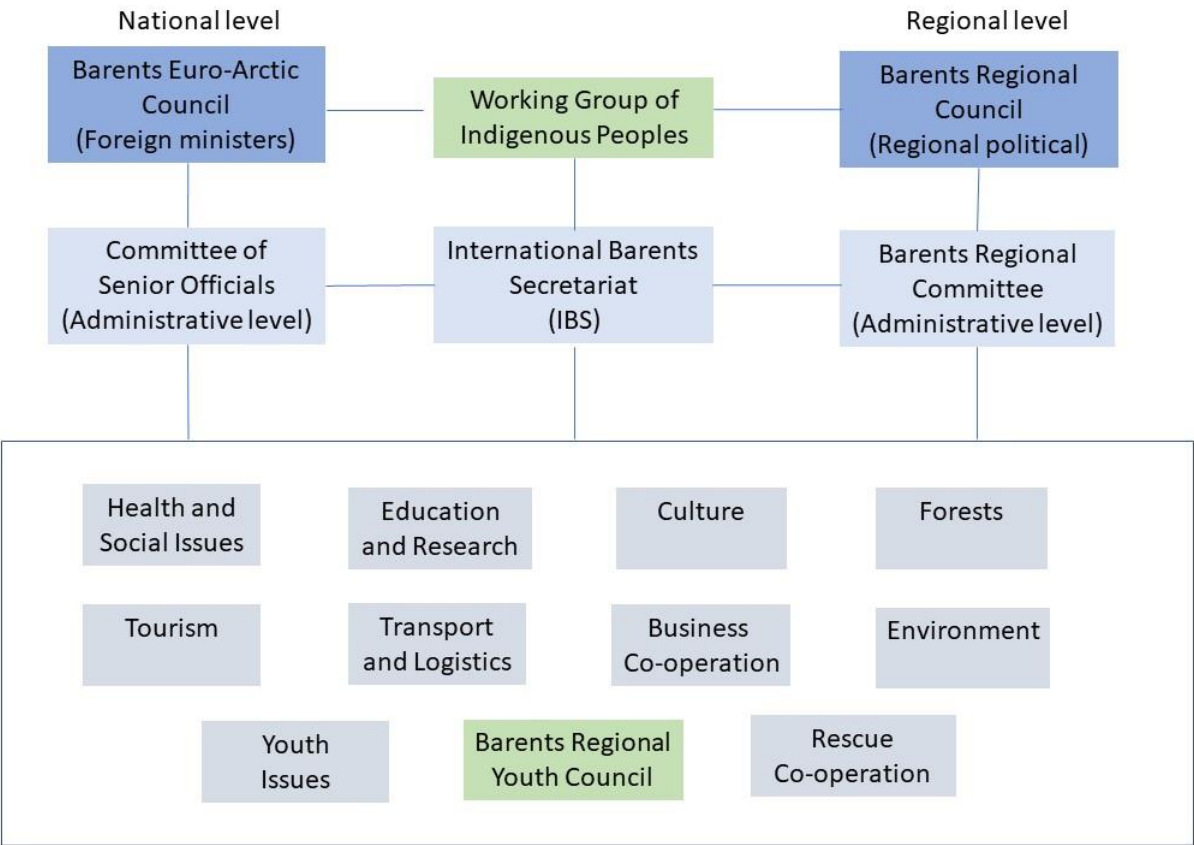 National level
Regional level
Barents Euro-Arctic
Council
(Foreign ministers)
Working Group of
Indigenous Peoples
Barents Regional
Council
(Regional political)
Committee of
Senior Officials
(Administrative level)
International Barents
Secretariat
(IBS)
Barents Regional
Committee
(Administrative level)
Health and
Social Issues
Education
and Research
Culture
Forests
Tourism
Transport
and Logistics
Business
Co-operation
Environment
Youth
Issues
Barents Regional
Youth Council
Rescue
Co-operation